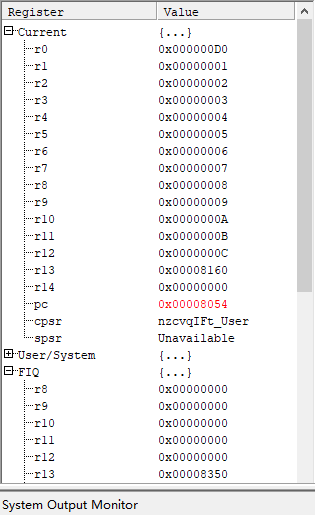 Register Value
Current {...}
r0 0x000000D0
r1 0x00000001
r2 0x00000002
r3 0x00000003
r4 0x00000004
r5 0x00000005
r6 0x00000006
r7 0x00000007
r8 0x00000008
r9 0x00000009
r10 0x0000000A
r11 0x0000000B
r12 0x0000000C
r13 0x00008160
r14 0x00000000
pc 0x00008054
cpsr nzcvqIFt_User
spsr Unavailable
User/System {...}
FIQ {...}
r8 0x00000000
r9 0x00000000
r10 0x00000000
r11 0x00000000
r12 0x00000000
r13 0x00008350
System Output Monitor